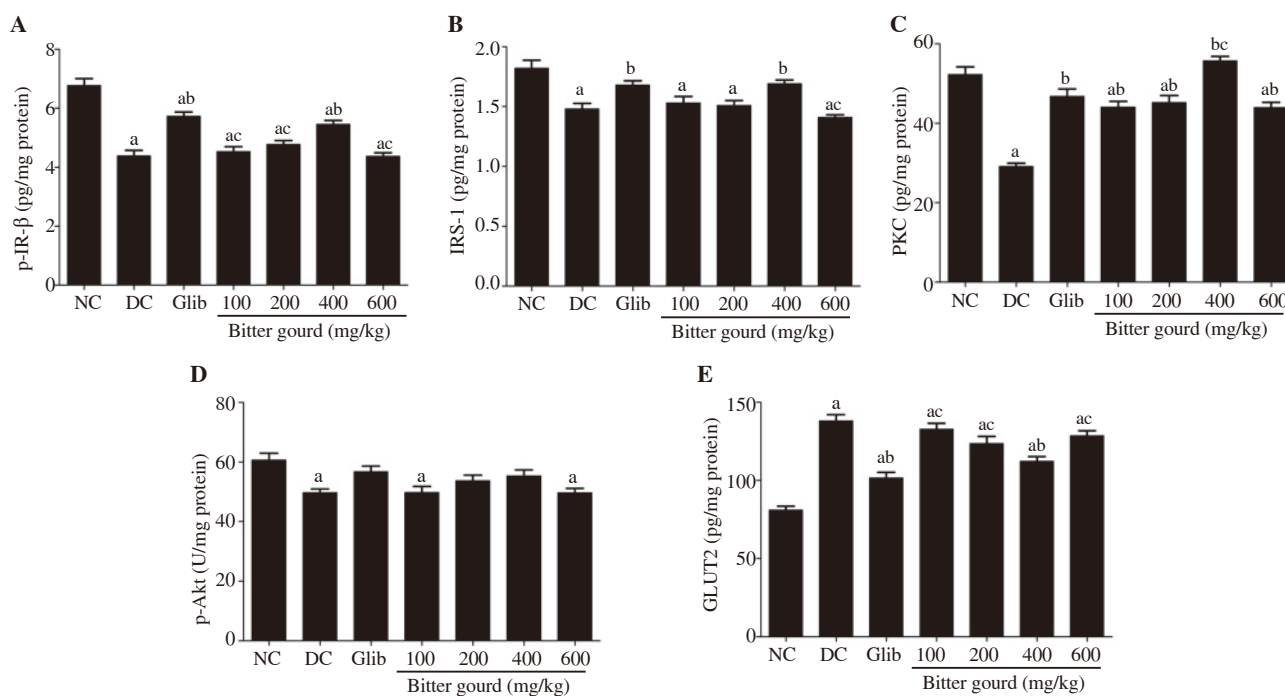 A
8
6
4
2
0
p-IR-β (pg/mg protein)
a
ab
ac
ac
ab
ac
NC DC Glib 100 200 400 600
Bitter gourd (mg/kg)
B
2.0
1.5
1.0
0.5
0.0
IRS-1 (pg/mg protein)
a
b
a
a
b
ac
NC DC Glib 100 200 400 600
Bitter gourd (mg/kg)
C
60
40
20
0
PKC (pg/mg protein)
a
b
ab
ab
bc
ab
NC DC Glib 100 200 400 600
Bitter gourd (mg/kg)
D
80
60
40
20
0
p-Akt (U/mg protein)
a
a
a
NC DC Glib 100 200 400 600
Bitter gourd (mg/kg)
E
150
100
50
0
GLUT2 (pg/mg protein)
a
ab
ac
ac
ab
ac
NC DC Glib 100 200 400 600
Bitter gourd (mg/kg)